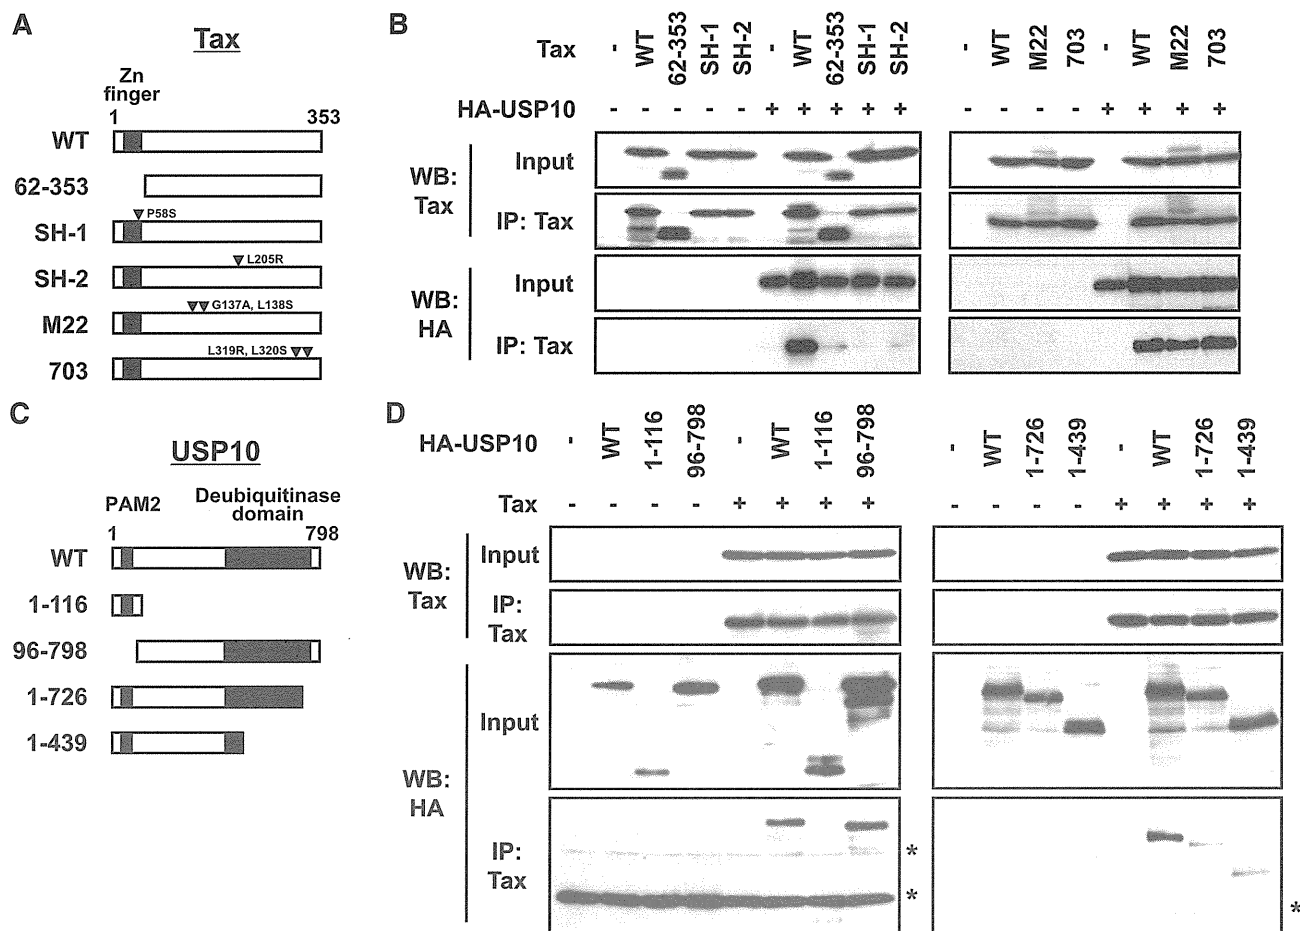 A
Tax
Zn
finger
1 353
WT
62-353
SH-1
P58S
SH-2
L205R
M22
G137A, L138S
703
L319R, L320S
B
Tax
- WT 62-353 SH-1 SH-2 - WT 62-353 SH-1 SH-2
- WT M22 703 - WT M22 703
HA-USP10
- - - - - + + + + +
- - - - + + + +
WB:
Tax
Input
IP: Tax
WB:
HA
Input
IP: Tax
C
USP10
PAM2
Deubiquitinase
domain
1 798
WT
1-116
96-798
1-726
1-439
D
HA-USP10
- WT 1-116 96-798 - WT 1-116 96-798
- WT 1-726 1-439 - WT 1-726 1-439
Tax
- - - - + + + +
- - - - + + + +
WB:
Tax
Input
IP:
Tax
WB:
HA
Input
IP:
Tax
*
*
*